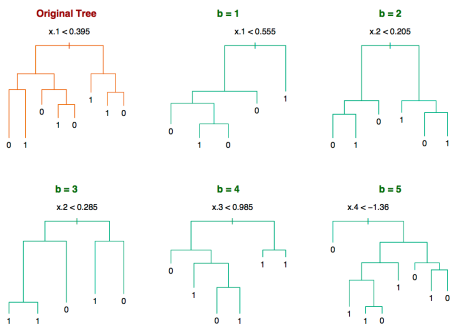 Original Tree b = 1 b = 2
x.1 < 0.395 x.1 < 0.555 x.2 < 0.205
0 1 0 1 0 1 1 0
0 1 0 0 1
0 1 0 1 0 1
b = 3 b = 4 b = 5
x.2 < 0.285 x.3 < 0.985 x.4 < −1.36
1 1 0 1 0
0 1 0 1 1 1
0 1 1 0 1 0 1 0